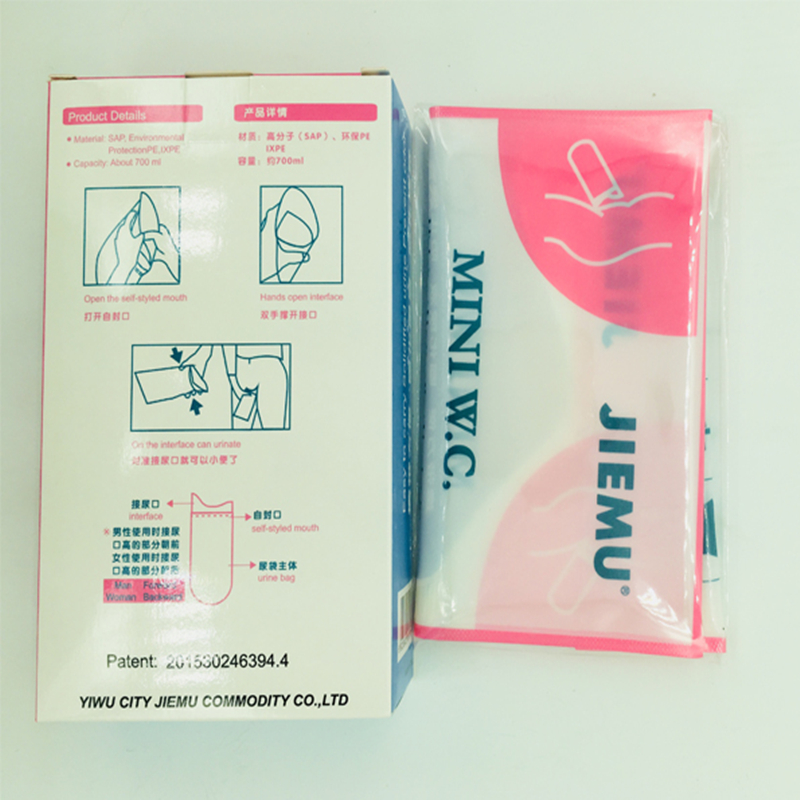 Product Details
产品详情
• Material: SAP, Environmental
ProtectionPE,IXPE
• Capacity: About 700 ml
材质：高分子（SAP）、环保PE
IXPE
容量：约700ml
Open the self-styled mouth
打开自封口
Hands open interface
双手撑开接口
On the interface can urinate
对准接尿口就可以小便了
接尿口
interface
自封口
self-styled mouth
※男性使用时接尿
口高的部分朝前
女性使用时接尿
口高的部分朝后
尿袋主体
urine bag
Man Forward
Woman Backward
Patent: 201530246394.4
YIWU CITY JIEMU COMMODITY CO.,LTD
MINI W.C.
JIEMU®